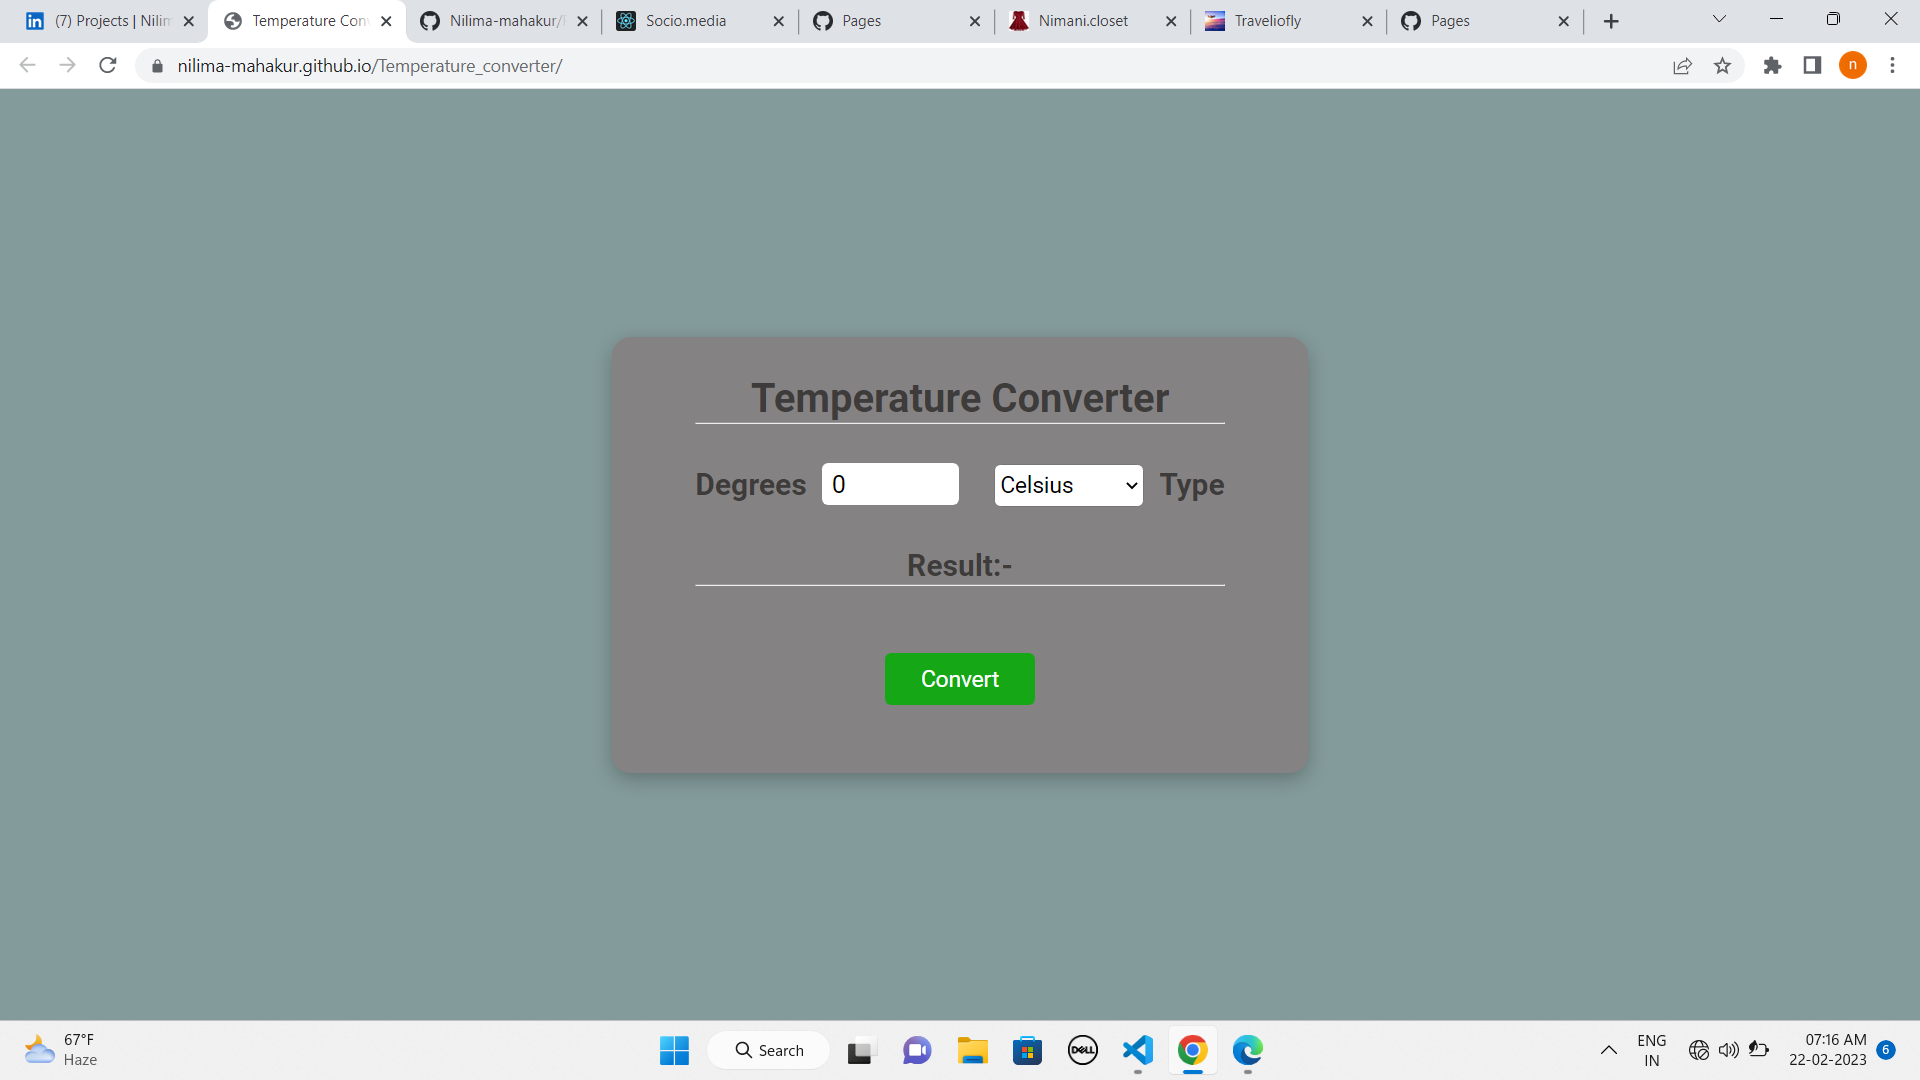 (7) Projects | Nilim
Temperature Con
Nilima-mahakur/
Socio.media
Pages
Nimani.closet
Traveliofly
Pages
nilima-mahakur.github.io/Temperature_converter/
n
Temperature Converter
Degrees 0 Celsius Type
Result:-
Convert
67°F
Haze
Search
DELL
ENG
IN
07:16 AM
22-02-2023
6